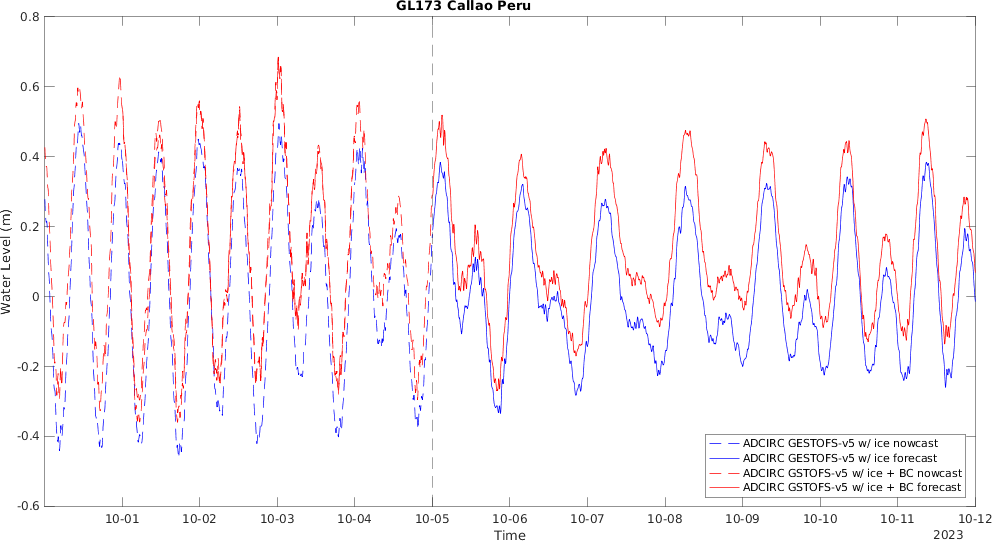 GL173 Callao Peru
0.8
0.6
0.4
0.2
0
-0.2
-0.4
-0.6
Water Level (m)
ADCIRC GESTOFS-v5 w/ ice nowcast
ADCIRC GESTOFS-v5 w/ ice forecast
ADCIRC GSTOFS-v5 w/ ice + BC nowcast
ADCIRC GSTOFS-v5 w/ ice + BC forecast
10-01 10-02 10-03 10-04 10-05 10-06 10-07 10-08 10-09 10-10 10-11 10-12
Time
2023